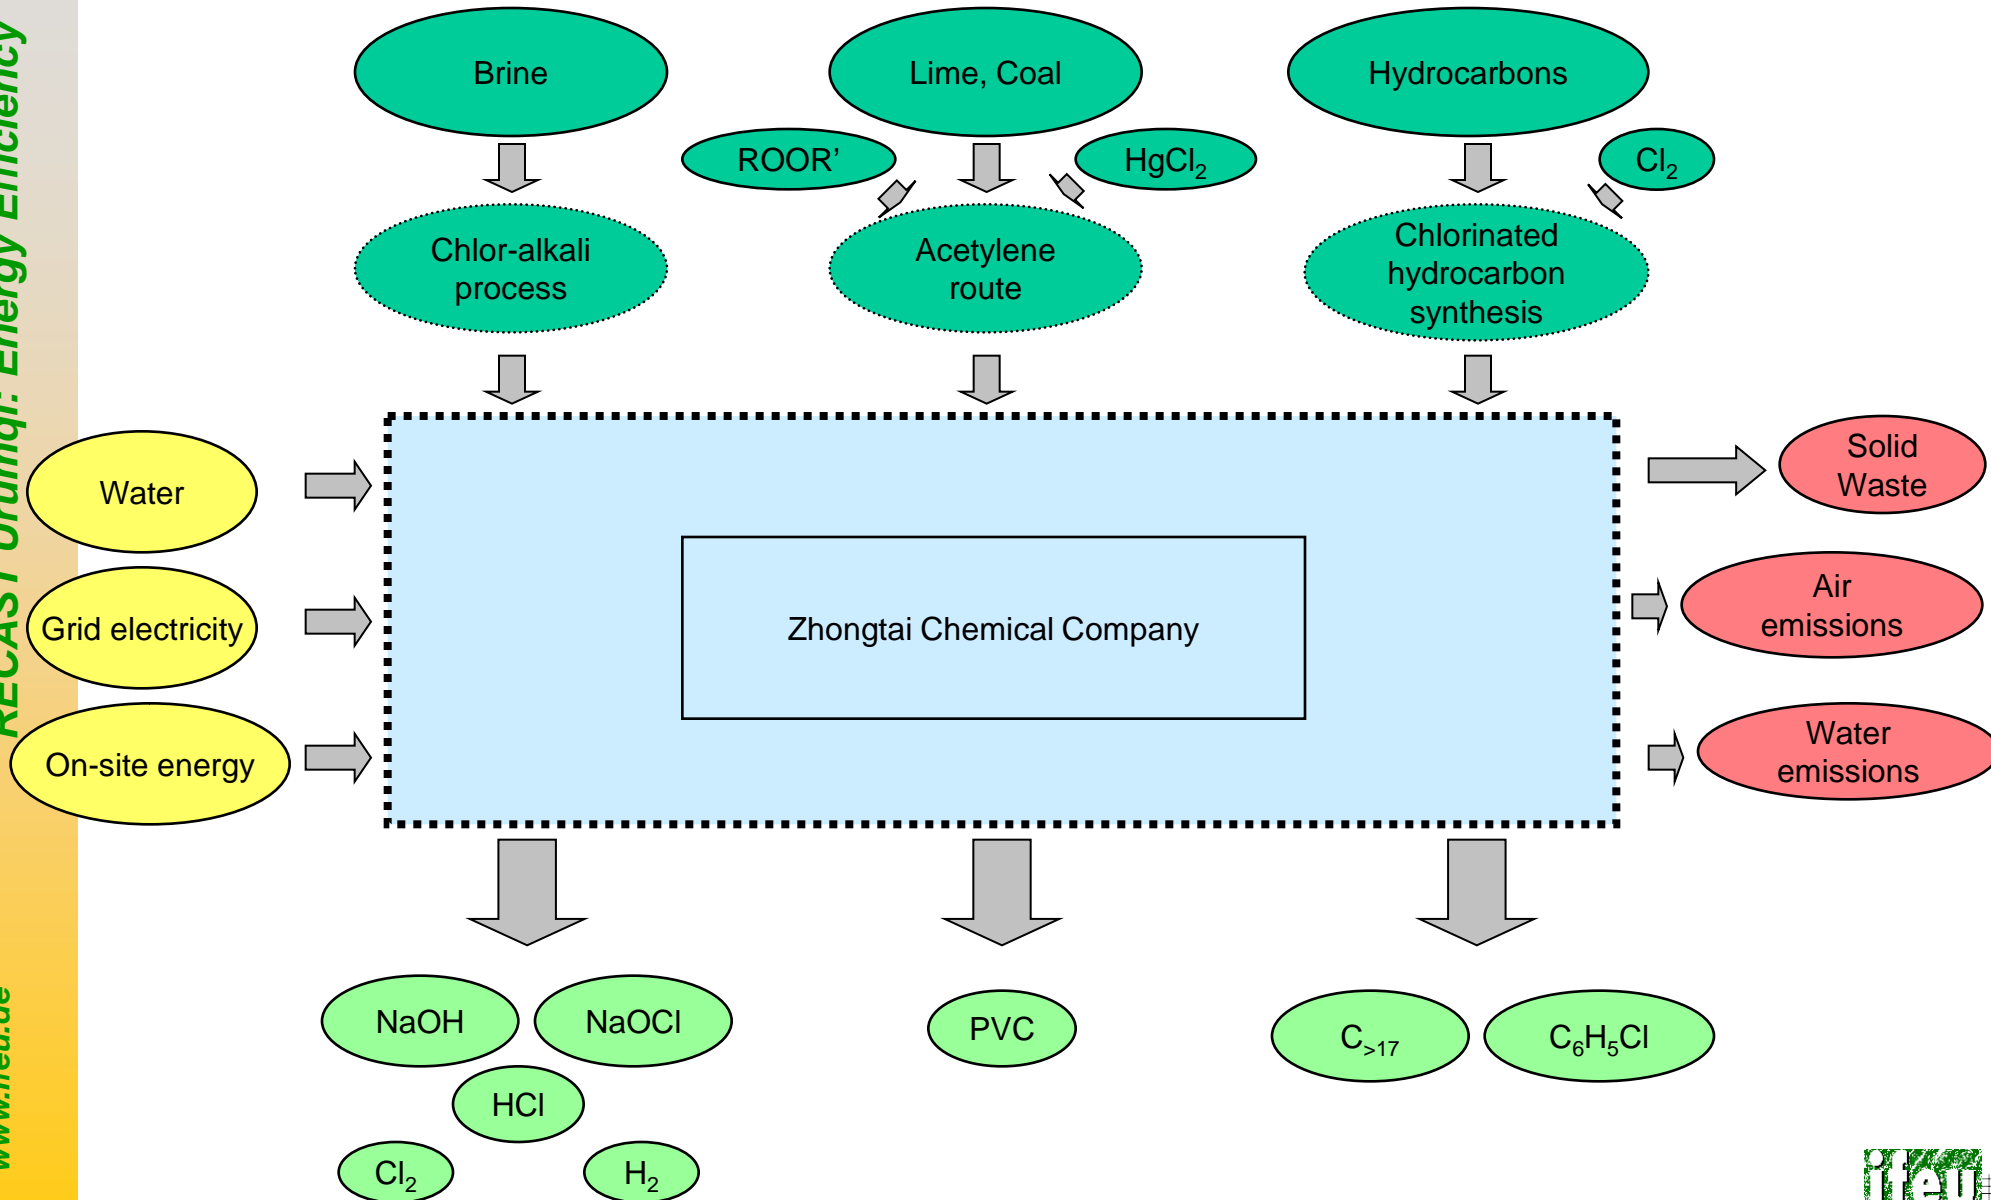 RECAST Urumqi: Energy Efficiency
www.ifeu.de
Brine
Lime, Coal
Hydrocarbons
ROOR’
HgCl₂
Cl₂
Chlor-alkali
process
Acetylene
route
Chlorinated
hydrocarbon
synthesis
Water
Grid electricity
On-site energy
Zhongtai Chemical Company
Solid
Waste
Air
emissions
Water
emissions
NaOH
NaOCl
HCl
Cl₂
H₂
PVC
C>17
C₆H₅Cl
ifeu